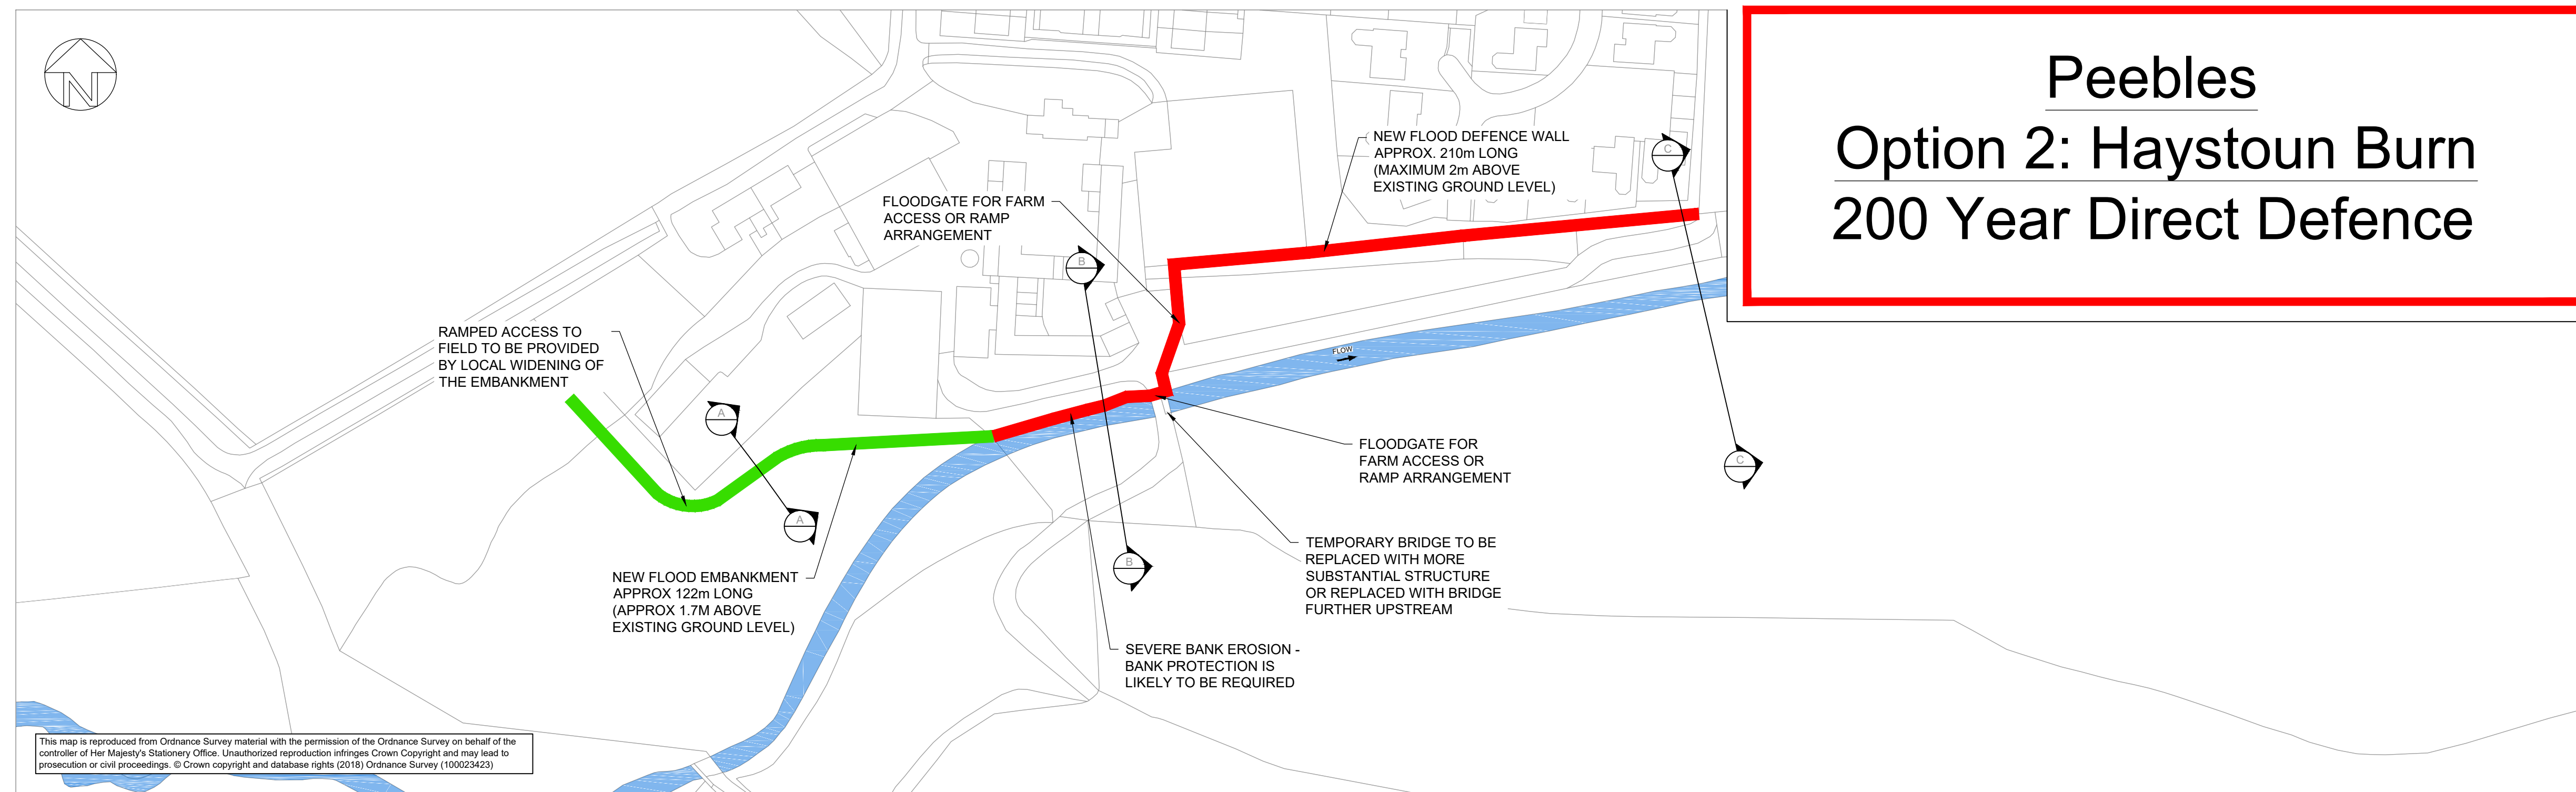 N
Peebles
Option 2: Haystoun Burn
200 Year Direct Defence
NEW FLOOD DEFENCE WALL
APPROX. 210m LONG
(MAXIMUM 2m ABOVE
EXISTING GROUND LEVEL)
C
FLOODGATE FOR FARM
ACCESS OR RAMP
ARRANGEMENT
B
RAMPED ACCESS TO
FIELD TO BE PROVIDED
BY LOCAL WIDENING OF
THE EMBANKMENT
FLOW
A
FLOODGATE FOR
FARM ACCESS OR
RAMP ARRANGEMENT
C
A
TEMPORARY BRIDGE TO BE
REPLACED WITH MORE
SUBSTANTIAL STRUCTURE
OR REPLACED WITH BRIDGE
FURTHER UPSTREAM
B
NEW FLOOD EMBANKMENT
APPROX 122m LONG
(APPROX 1.7M ABOVE
EXISTING GROUND LEVEL)
SEVERE BANK EROSION -
BANK PROTECTION IS
LIKELY TO BE REQUIRED
This map is reproduced from Ordnance Survey material with the permission of the Ordnance Survey on behalf of the
controller of Her Majesty's Stationery Office. Unauthorized reproduction infringes Crown Copyright and may lead to
prosecution or civil proceedings. © Crown copyright and database rights (2018) Ordnance Survey (100023423)